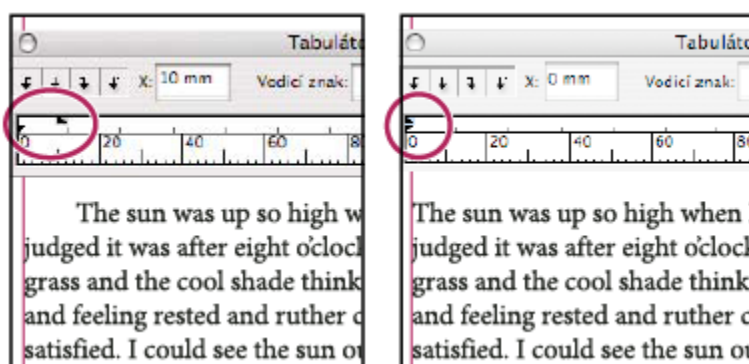 Tabuláto
X: 10 mm Vodicí znak:
0 20 40 60 8
The sun was up so high w
judged it was after eight o'clock
grass and the cool shade think
and feeling rested and ruther
satisfied. I could see the sun
Tabuláto
X: 0 mm Vodicí znak:
0 20 40 60 8
The sun was up so high when
judged it was after eight o'clock
grass and the cool shade think
and feeling rested and ruther
satisfied. I could see the sun